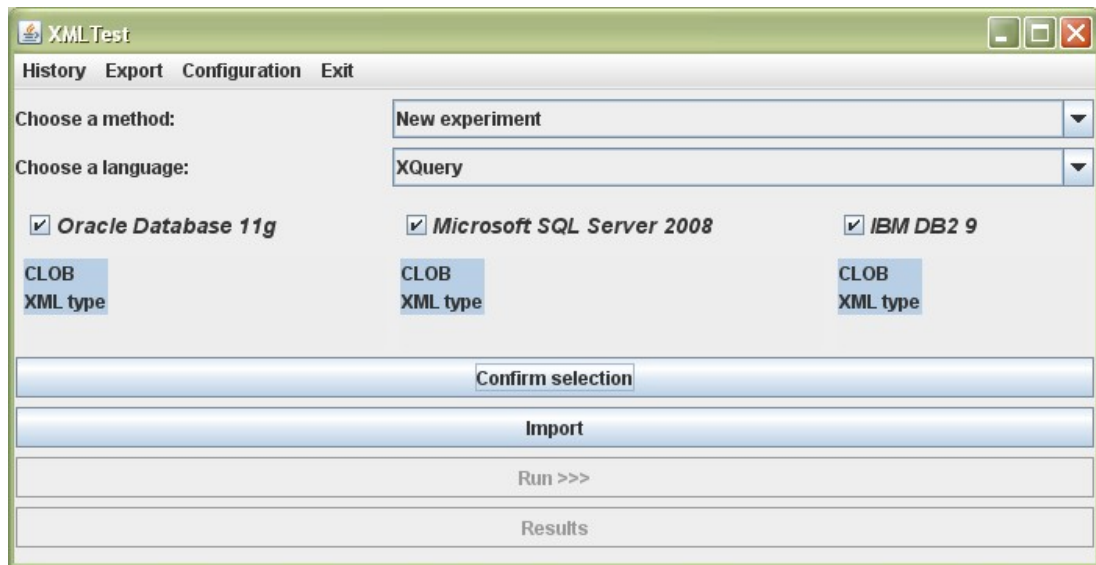 XMLTest
History Export Configuration Exit
Choose a method: New experiment
Choose a language: XQuery
Oracle Database 11g Microsoft SQL Server 2008 IBM DB2 9
CLOB CLOB CLOB
XML type XML type XML type
Confirm selection
Import
Run >>>
Results